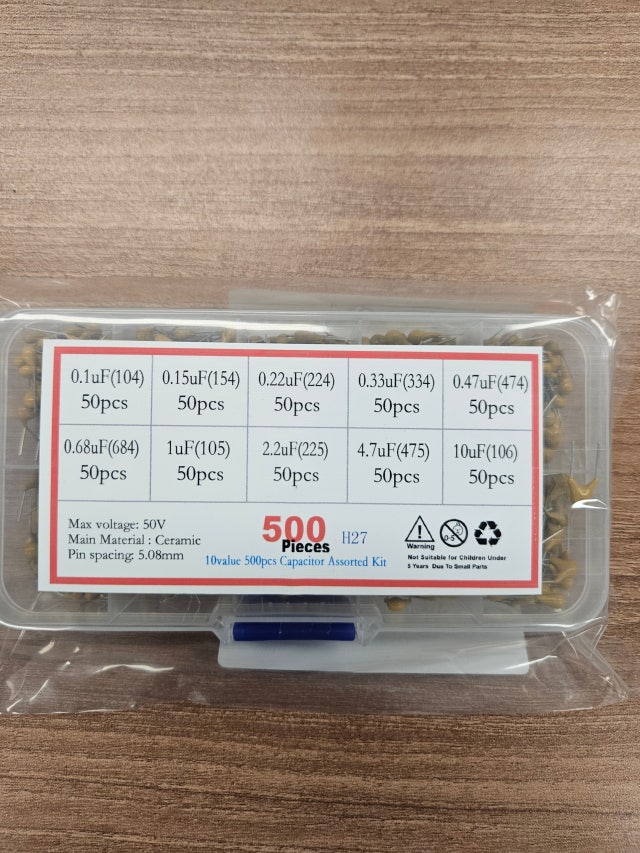 0.1uF(104) 0.15uF(154) 0.22uF(224) 0.33uF(334) 0.47uF(474)
50pcs 50pcs 50pcs 50pcs 50pcs
0.68uF(684) 1uF(105) 2.2uF(225) 4.7uF(475) 10uF(106)
50pcs 50pcs 50pcs 50pcs 50pcs
Max voltage: 50V
Main Material : Ceramic
Pin spacing: 5.08mm
500
Pieces
H27
10value 500pcs Capacitor Assorted Kit
0-5
Warning
Not Suitable for Children Under
5 Years Due To Small Parts